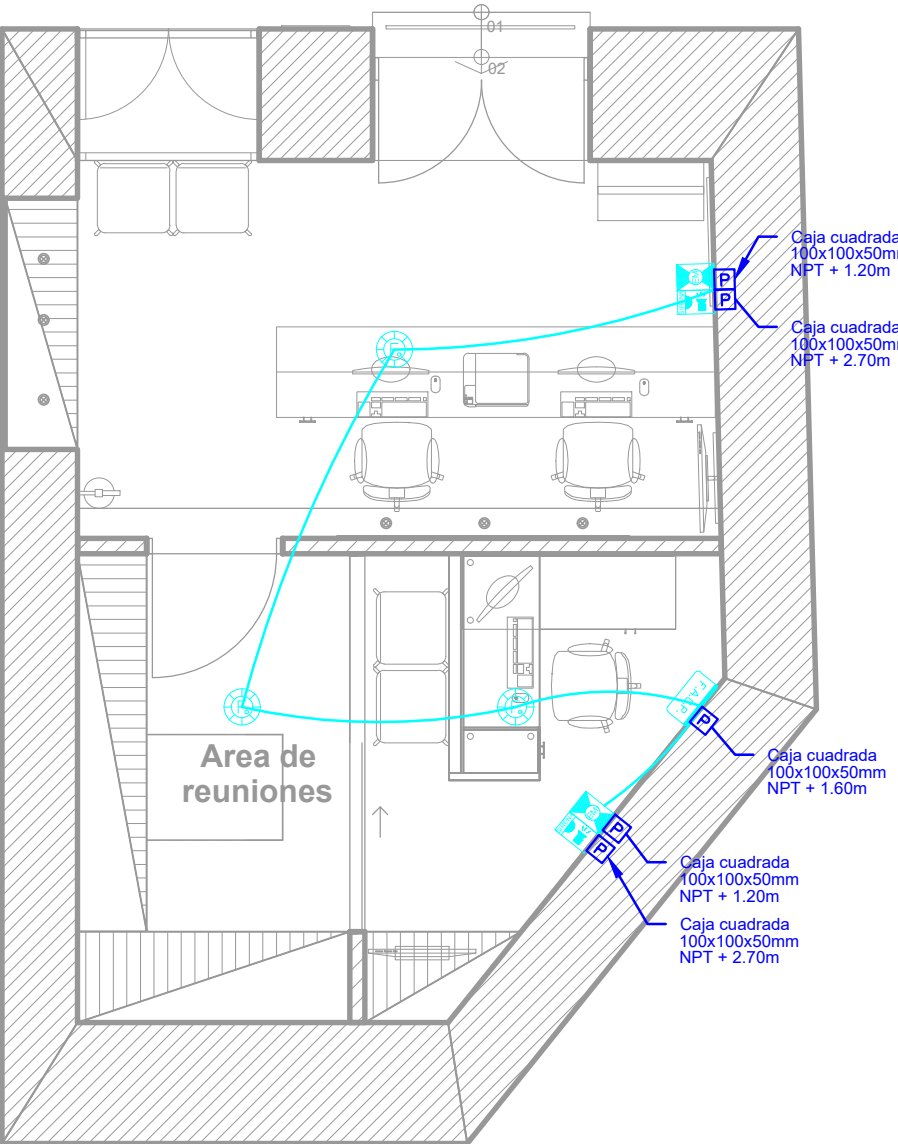 01
02
Caja cuadrada
100x100x50mm
NPT + 1.20m
P
P
Caja cuadrada
100x100x50mm
NPT + 2.70m
F.A.C.P.
P
Area de
reuniones
Caja cuadrada
100x100x50mm
NPT + 1.60m
P
P
Caja cuadrada
100x100x50mm
NPT + 1.20m
Caja cuadrada
100x100x50mm
NPT + 2.70m